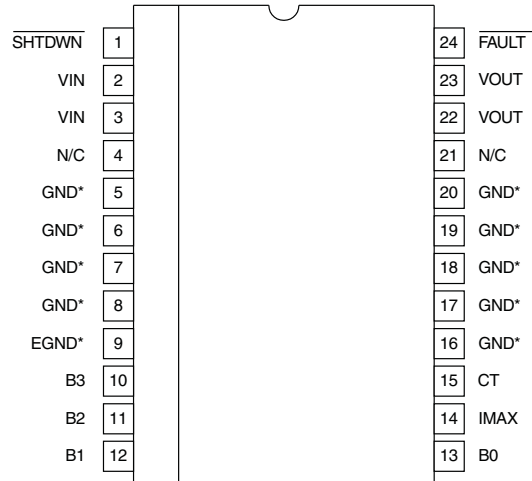 SHTDWN 1 24 FAULT
VIN 2 23 VOUT
VIN 3 22 VOUT
N/C 4 21 N/C
GND* 5 20 GND*
GND* 6 19 GND*
GND* 7 18 GND*
GND* 8 17 GND*
EGND* 9 16 GND*
B3 10 15 CT
B2 11 14 IMAX
B1 12 13 B0